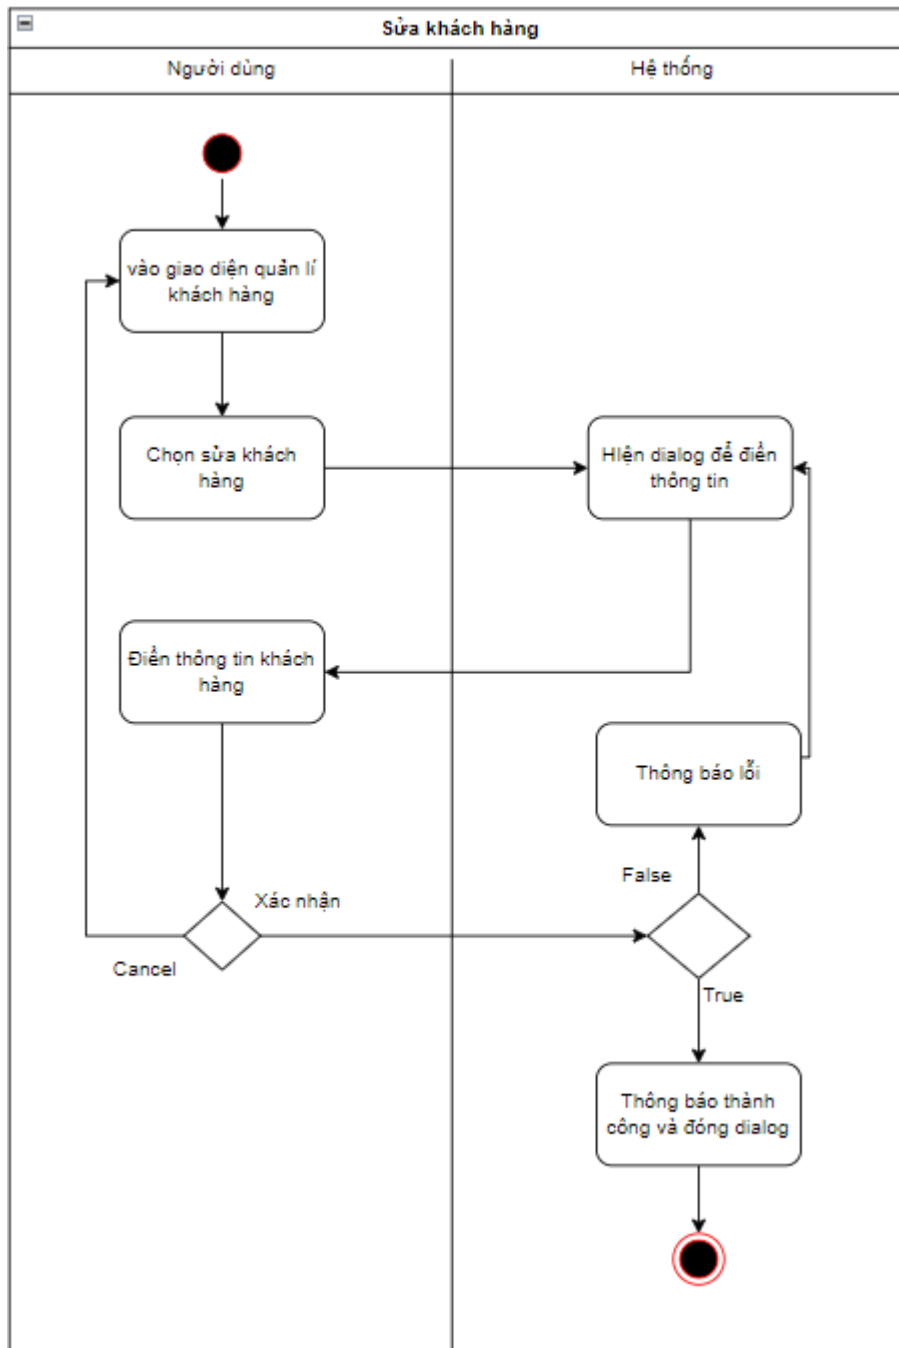 Sửa khách hàng
Người dùng
Hệ thống
vào giao diện quản lí
khách hàng
Chọn sửa khách
hàng
HIện dialog để điền
thông tin
Điền thông tin khách
hàng
Thông báo lỗi
False
Xác nhận
Cancel
True
Thông báo thành
công và đóng dialog